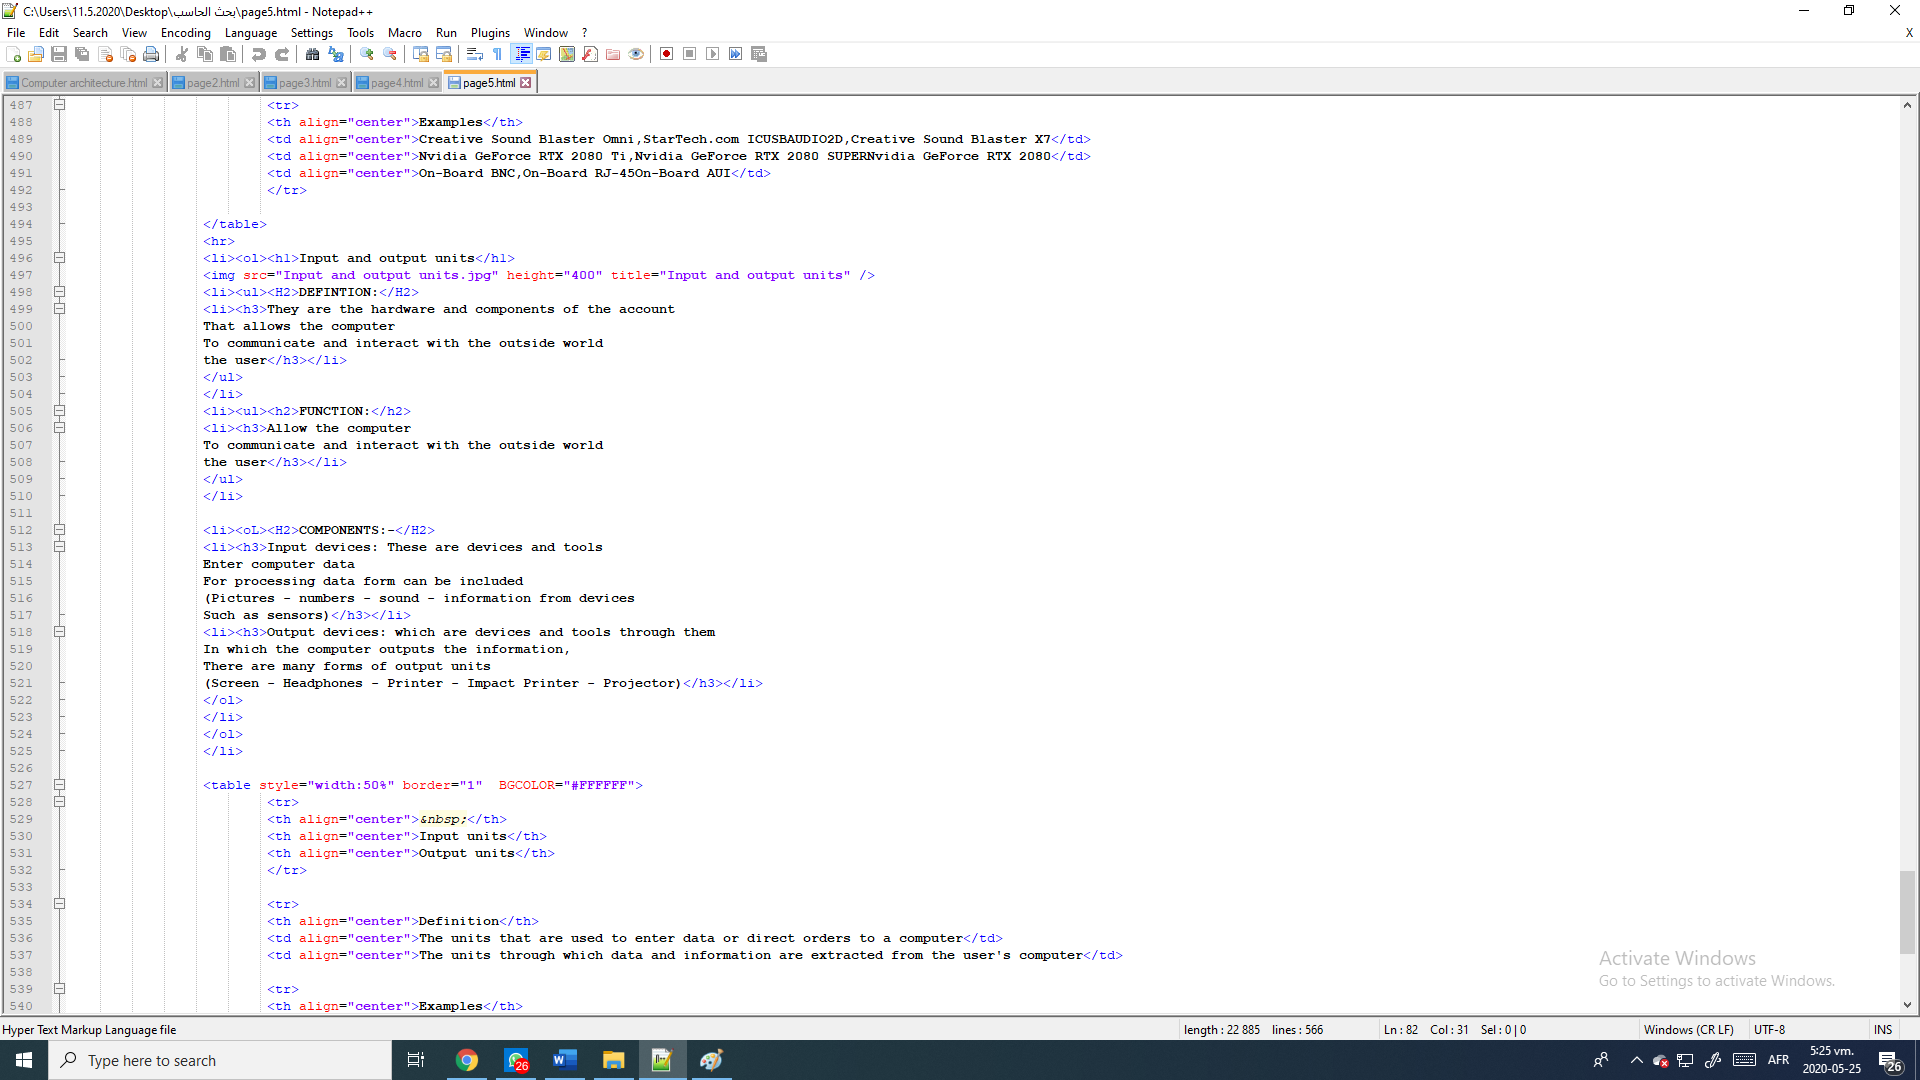 C:\Users\11.5.2020\Desktop\بحث الحاسب\page5.html - Notepad++
File Edit Search View Encoding Language Settings Tools Macro Run Plugins Window ? X
Computer architecture.html page2.html page3.html page4.html page5.html
487 <tr>
488 <th align="center">Examples</th>
489 <td align="center">Creative Sound Blaster Omni,StarTech.com ICUSBAUDIO2D,Creative Sound Blaster X7</td>
490 <td align="center">Nvidia GeForce RTX 2080 Ti,Nvidia GeForce RTX 2080 SUPERNvidia GeForce RTX 2080</td>
491 <td align="center">On-Board BNC,On-Board RJ-45On-Board AUI</td>
492 </tr>
493
494 </table>
495 <hr>
496 <li><ol><h1>Input and output units</h1>
497 <img src="Input and output units.jpg" height="400" title="Input and output units" />
498 <li><ul><H2>DEFINTION:</H2>
499 <li><h3>They are the hardware and components of the account
500 That allows the computer
501 To communicate and interact with the outside world
502 the user</h3></li>
503 </ul>
504 </li>
505 <li><ul><h2>FUNCTION:</h2>
506 <li><h3>Allow the computer
507 To communicate and interact with the outside world
508 the user</h3></li>
509 </ul>
510 </li>
511
512 <li><oL><H2>COMPONENTS:-</H2>
513 <li><h3>Input devices: These are devices and tools
514 Enter computer data
515 For processing data form can be included
516 (Pictures - numbers - sound - information from devices
517 Such as sensors)</h3></li>
518 <li><h3>Output devices: which are devices and tools through them
519 In which the computer outputs the information,
520 There are many forms of output units
521 (Screen - Headphones - Printer - Impact Printer - Projector)</h3></li>
522 </ol>
523 </li>
524 </ol>
525 </li>
526
527 <table style="width:50%" border="1"  BGCOLOR="#FFFFFF">
528 <tr>
529 <th align="center">&nbsp;</th>
530 <th align="center">Input units</th>
531 <th align="center">Output units</th>
532 </tr>
533
534 <tr>
535 <th align="center">Definition</th>
536 <td align="center">The units that are used to enter data or direct orders to a computer</td>
537 <td align="center">The units through which data and information are extracted from the user's computer</td>
538
539 <tr>
540 <th align="center">Examples</th>
Activate Windows
Go to Settings to activate Windows.
Hyper Text Markup Language file length : 22 885 lines : 566 Ln : 82 Col : 31 Sel : 0 | 0 Windows (CR LF) UTF-8 INS
Type here to search 26 AFR 5:25 vm. 26
2020-05-25